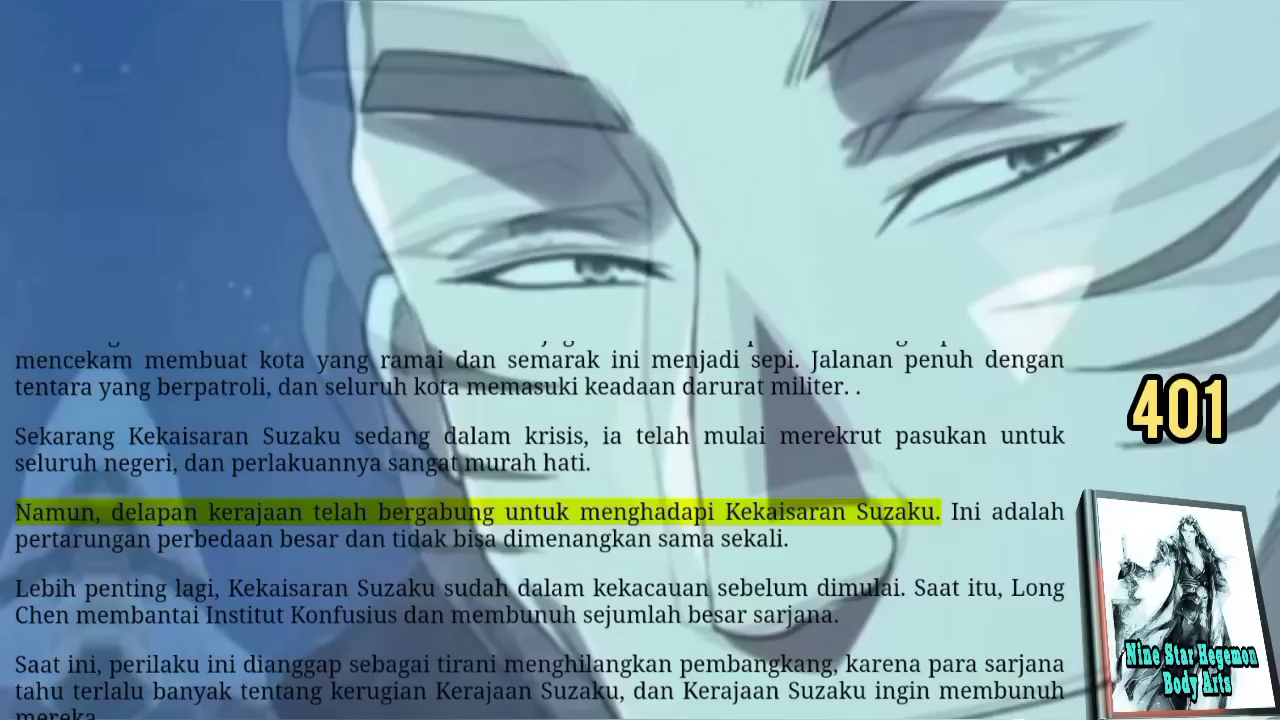 mencekam membuat kota yang ramai dan semarak ini menjadi sepi. Jalanan penuh dengan
tentara yang berpatroli, dan seluruh kota memasuki keadaan darurat militer. .
Sekarang Kekaisaran Suzaku sedang dalam krisis, ia telah mulai merekrut pasukan untuk
seluruh negeri, dan perlakuannya sangat murah hati.
Namun, delapan kerajaan telah bergabung untuk menghadapi Kekaisaran Suzaku. Ini adalah
pertarungan perbedaan besar dan tidak bisa dimenangkan sama sekali.
Lebih penting lagi, Kekaisaran Suzaku sudah dalam kekacauan sebelum dimulai. Saat itu, Long
Chen membantai Institut Konfusius dan membunuh sejumlah besar sarjana.
Saat ini, perilaku ini dianggap sebagai tirani menghilangkan pembangkang, karena para sarjana
tahu terlalu banyak tentang kerugian Kerajaan Suzaku, dan Kerajaan Suzaku ingin membunuh
mereka.
401
Nine Star Hegemon
Body Arts